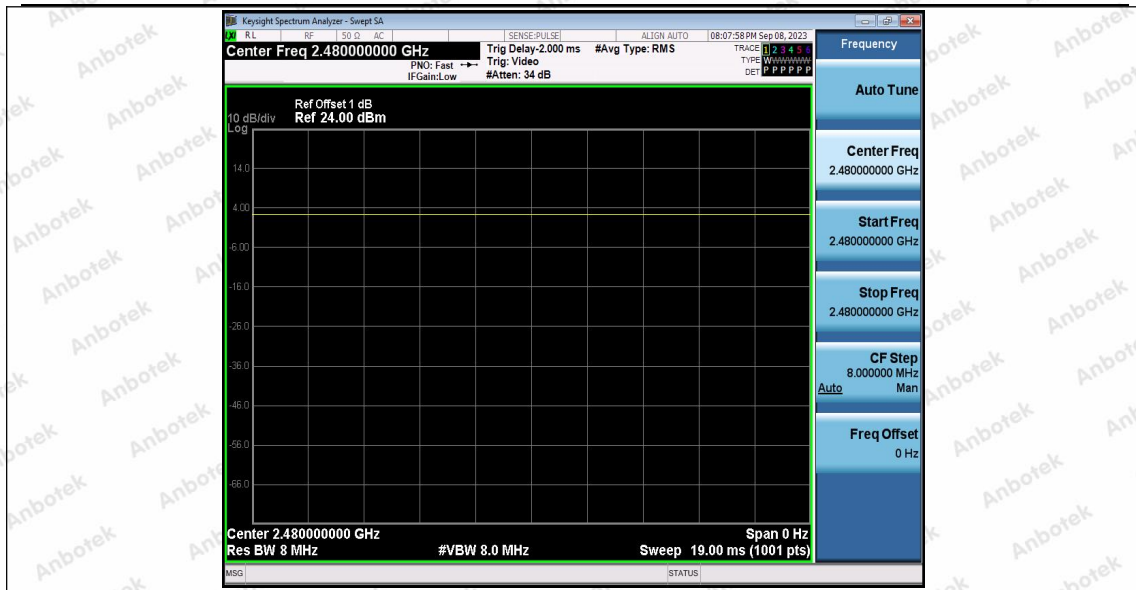 Keysight Spectrum Analyzer - Swept SA
RL RF 50 Ω AC SENSE:PULSE ALIGN AUTO 08:07:58 PM Sep 08, 2023
Center Freq 2.480000000 GHz
PNO: Fast
IFGain:Low
Trig Delay-2.000 ms
Trig: Video
#Atten: 34 dB
#Avg Type: RMS
TRACE 1 2 3 4 5 6
TYPE WWWWWW
DET P P P P P P
Ref Offset 1 dB
10 dB/div Ref 24.00 dBm
Log
14.0
4.00
-6.00
-16.0
-26.0
-36.0
-46.0
-56.0
-66.0
Center 2.480000000 GHz Span 0 Hz
Res BW 8 MHz #VBW 8.0 MHz Sweep 19.00 ms (1001 pts)
MSG STATUS
Frequency
Auto Tune
Center Freq
2.480000000 GHz
Start Freq
2.480000000 GHz
Stop Freq
2.480000000 GHz
CF Step
8.000000 MHz
Auto Man
Freq Offset
0 Hz
Anbotek